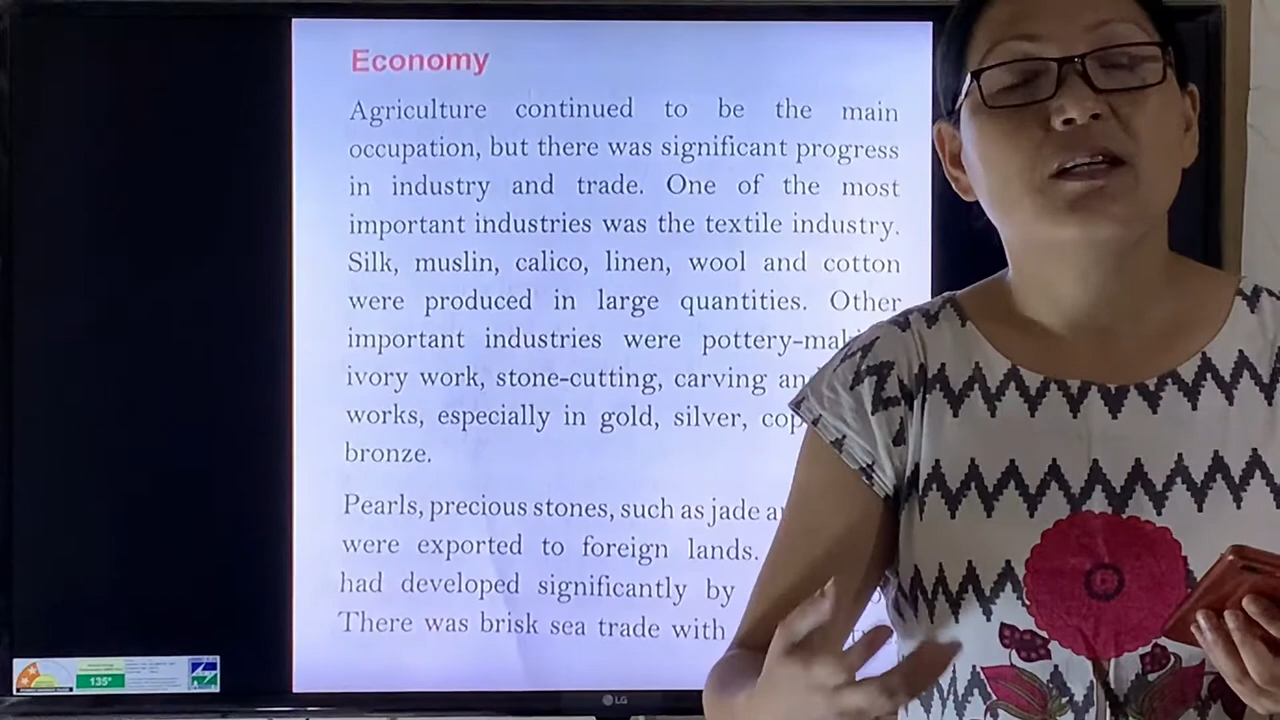 Economy
Agriculture continued to be the main
occupation, but there was significant progress
in industry and trade. One of the most
important industries was the textile industry.
Silk, muslin, calico, linen, wool and cotton
were produced in large quantities. Other
important industries were
ivory work, stone-cutting, carving
works, especially in gold, silver,
bronze.
Pearls, precious stones, such as jade
were exported to foreign lands.
had developed significantly by
There was brisk sea trade with
135°
LG